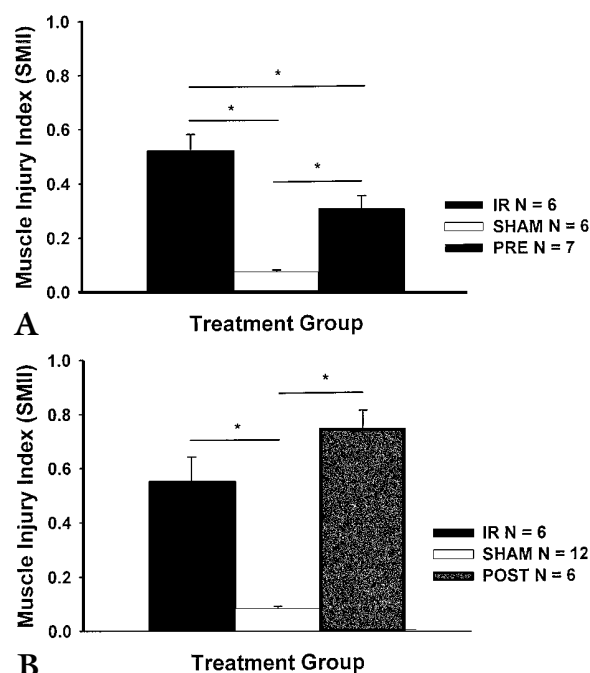 1.0
0.8
0.6
0.4
0.2
0.0
Muscle Injury Index (SMII)
*
*
*
IR N = 6
SHAM N = 6
PRE N = 7
A
Treatment Group
1.0
0.8
0.6
0.4
0.2
0.0
Muscle Injury Index (SMII)
*
*
IR N = 6
SHAM N = 12
POST N = 6
B
Treatment Group